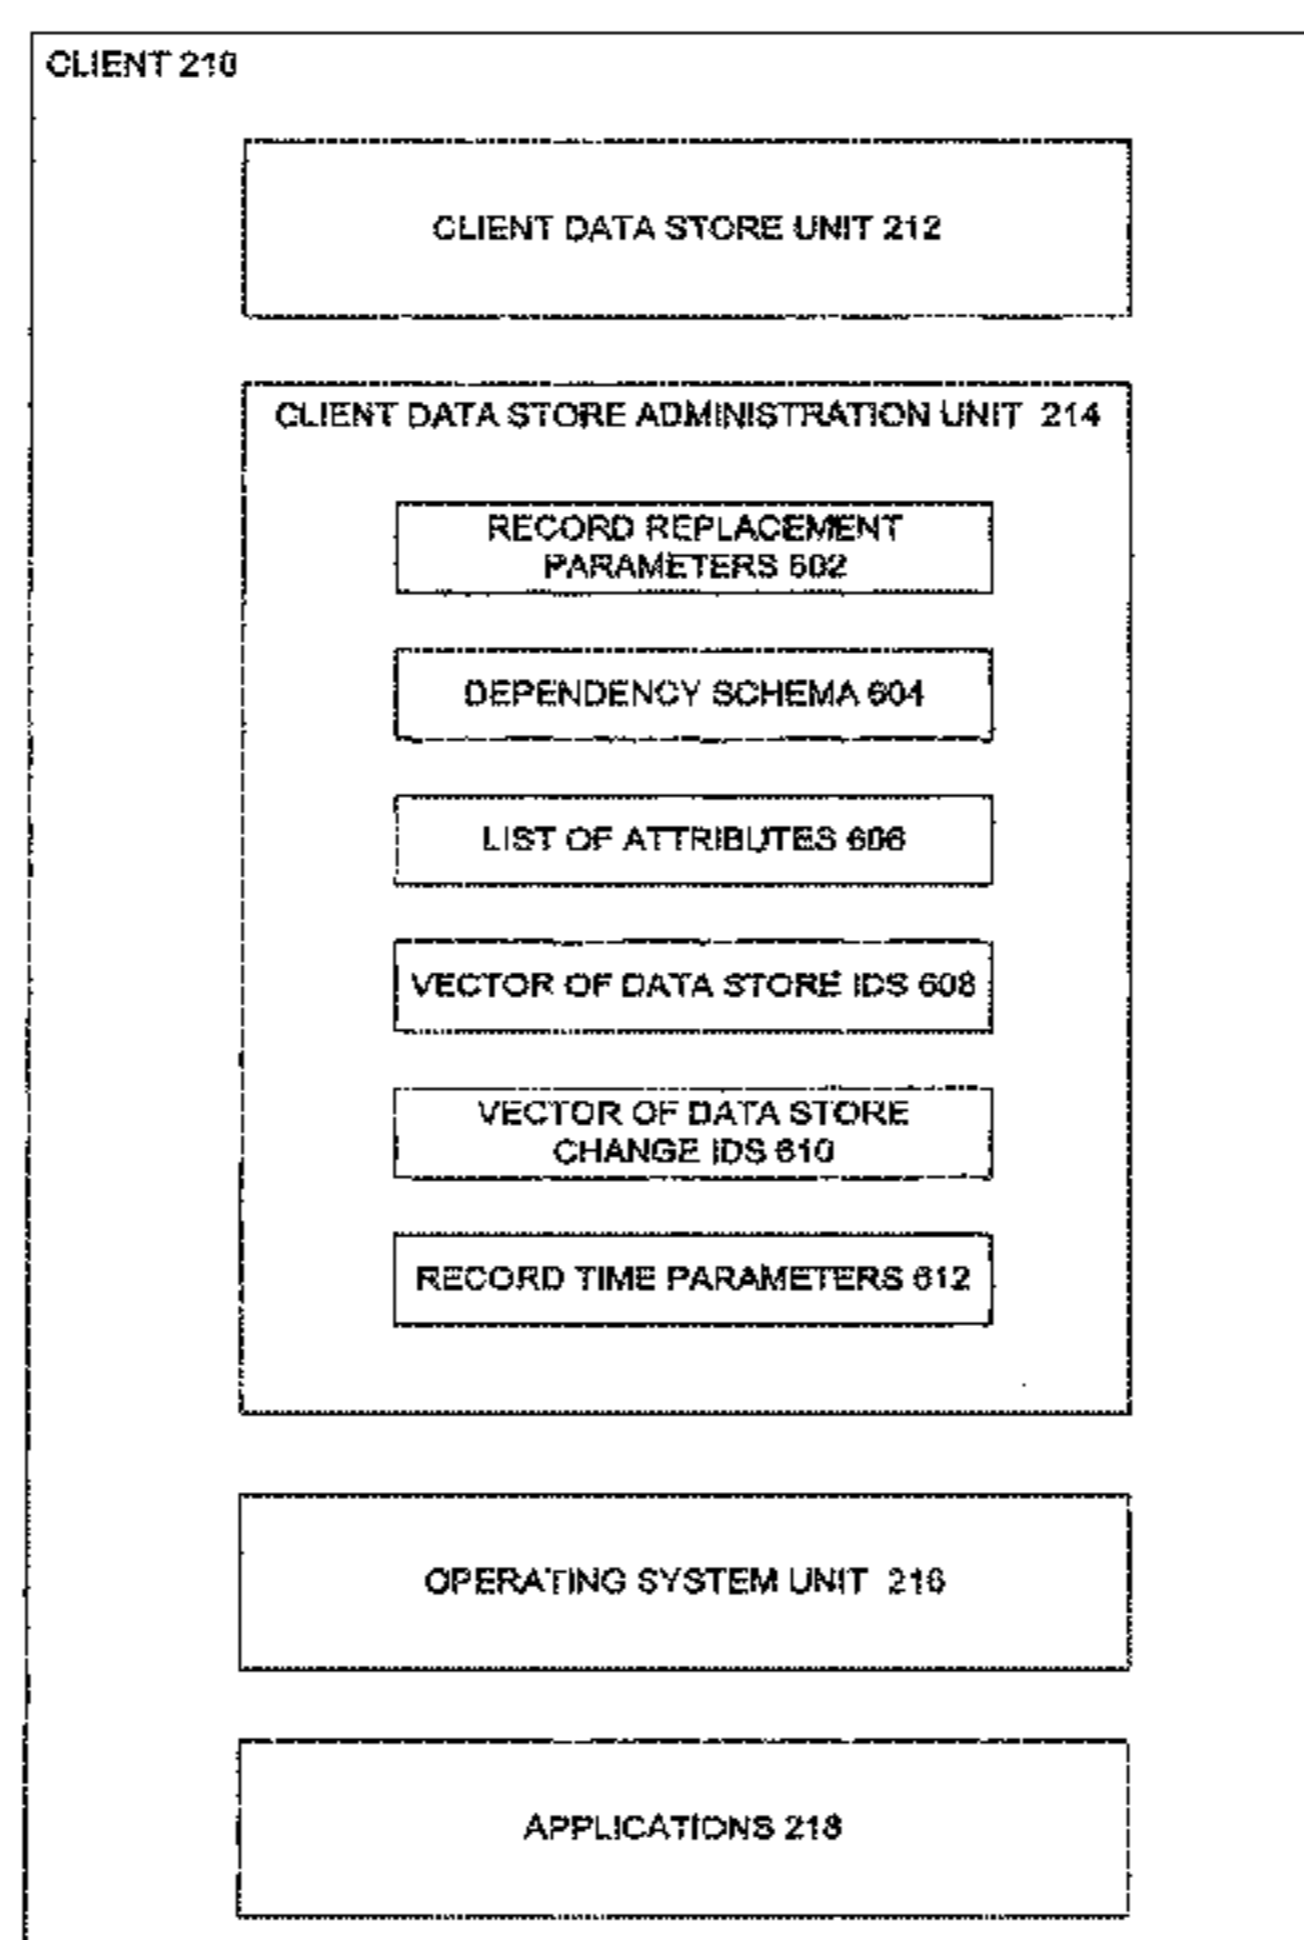 CLIENT 210
CLIENT DATA STORE UNIT 212
CLIENT DATA STORE ADMINISTRATION UNIT 214
RECORD REPLACEMENT
PARAMETERS 602
DEPENDENCY SCHEMA 604
LIST OF ATTRIBUTES 606
VECTOR OF DATA STORE IDS 608
VECTOR OF DATA STORE
CHANGE IDS 610
RECORD TIME PARAMETERS 612
OPERATING SYSTEM UNIT 216
APPLICATIONS 218